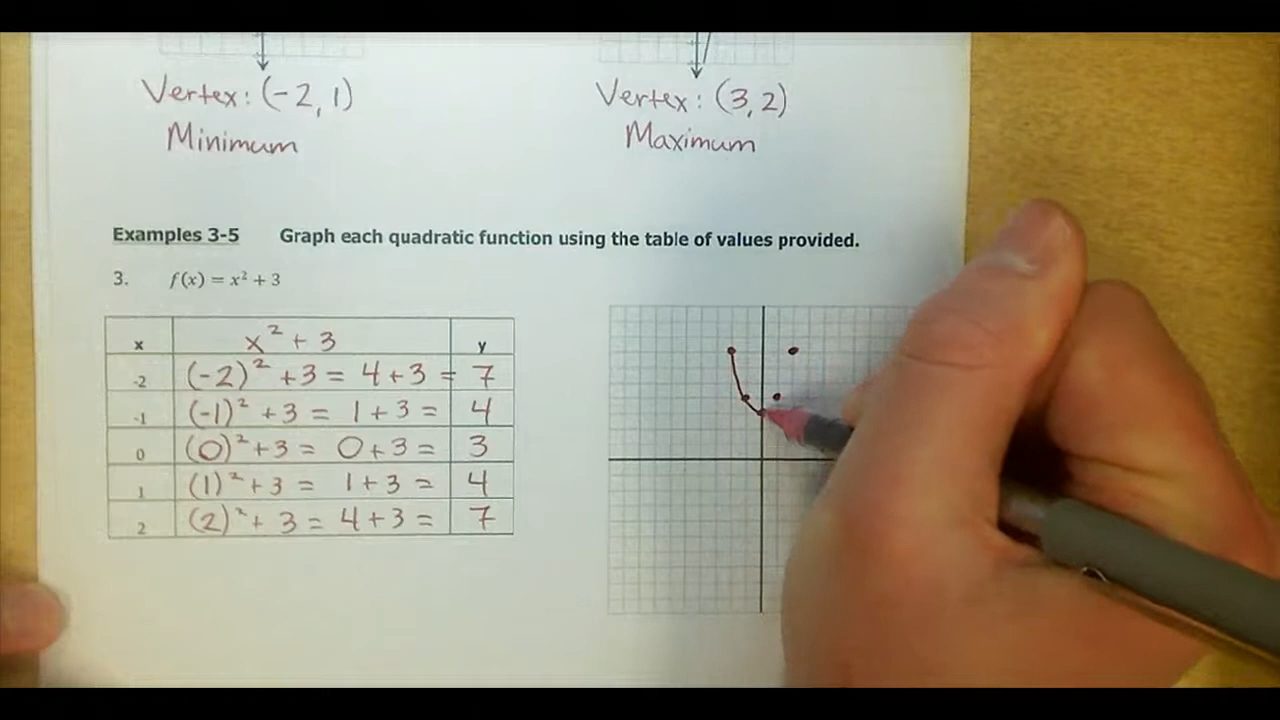 Vertex: (-2, 1) Vertex: (3, 2)
Minimum Maximum
Examples 3-5 Graph each quadratic function using the table of values provided.
3. f(x) = x² + 3
x x² + 3 y
-2 (-2)² + 3 = 4 + 3 = 7
-1 (-1)² + 3 = 1 + 3 = 4
0 (0)² + 3 = 0 + 3 = 3
1 (1)² + 3 = 1 + 3 = 4
2 (2)² + 3 = 4 + 3 = 7